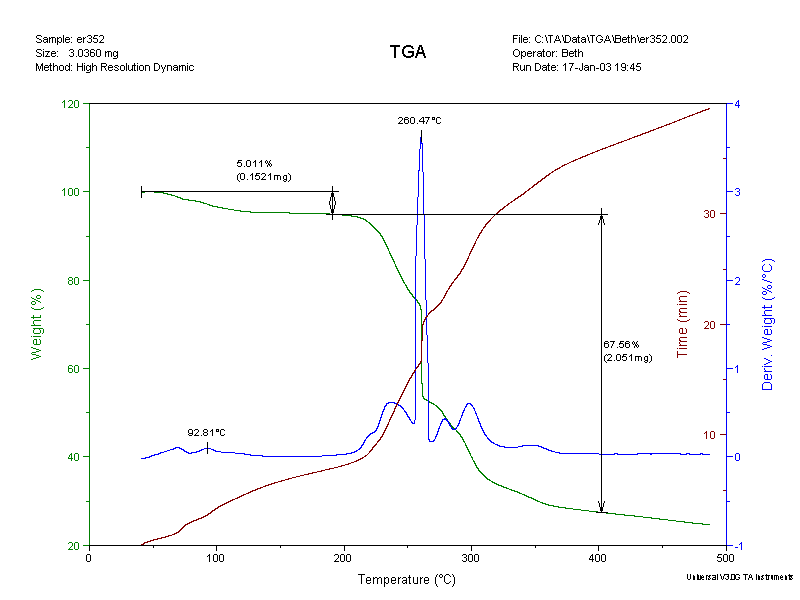 Sample: er352
Size:   3.0360 mg
Method: High Resolution Dynamic
TGA
File: C:\TA\Data\TGA\Beth\er352.002
Operator: Beth
Run Date: 17-Jan-03 19:45
260.47°C
5.011%
(0.1521mg)
67.56%
(2.051mg)
92.81°C
120
100
80
60
40
20
Weight (%)
30
20
10
Time (min)
4
3
2
1
0
-1
Deriv. Weight (%/°C)
0
100
200
300
400
500
Temperature (°C)
Universal V3.0G TA Instruments